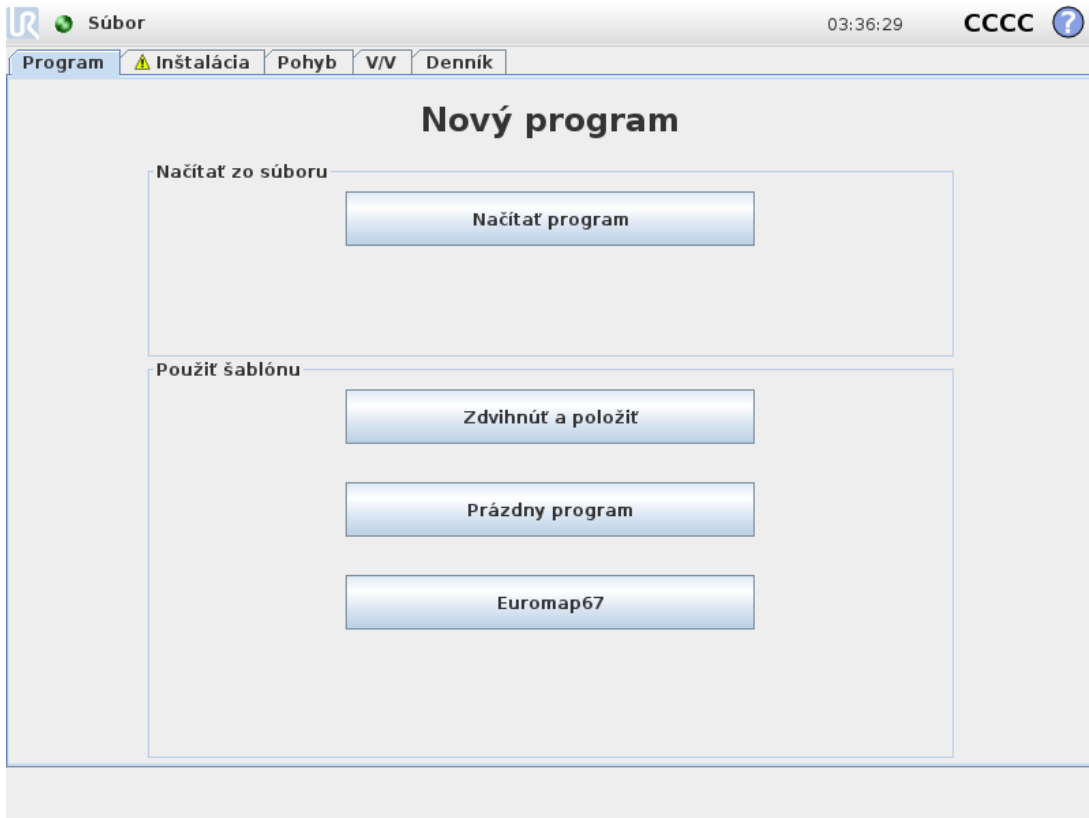 UR Súbor 03:36:29 CCCC ?
Program Inštalácia Pohyb V/V Denník
Nový program
Načítať zo súboru
Načítať program
Použiť šablónu
Zdvihnúť a položiť
Prázdny program
Euromap67